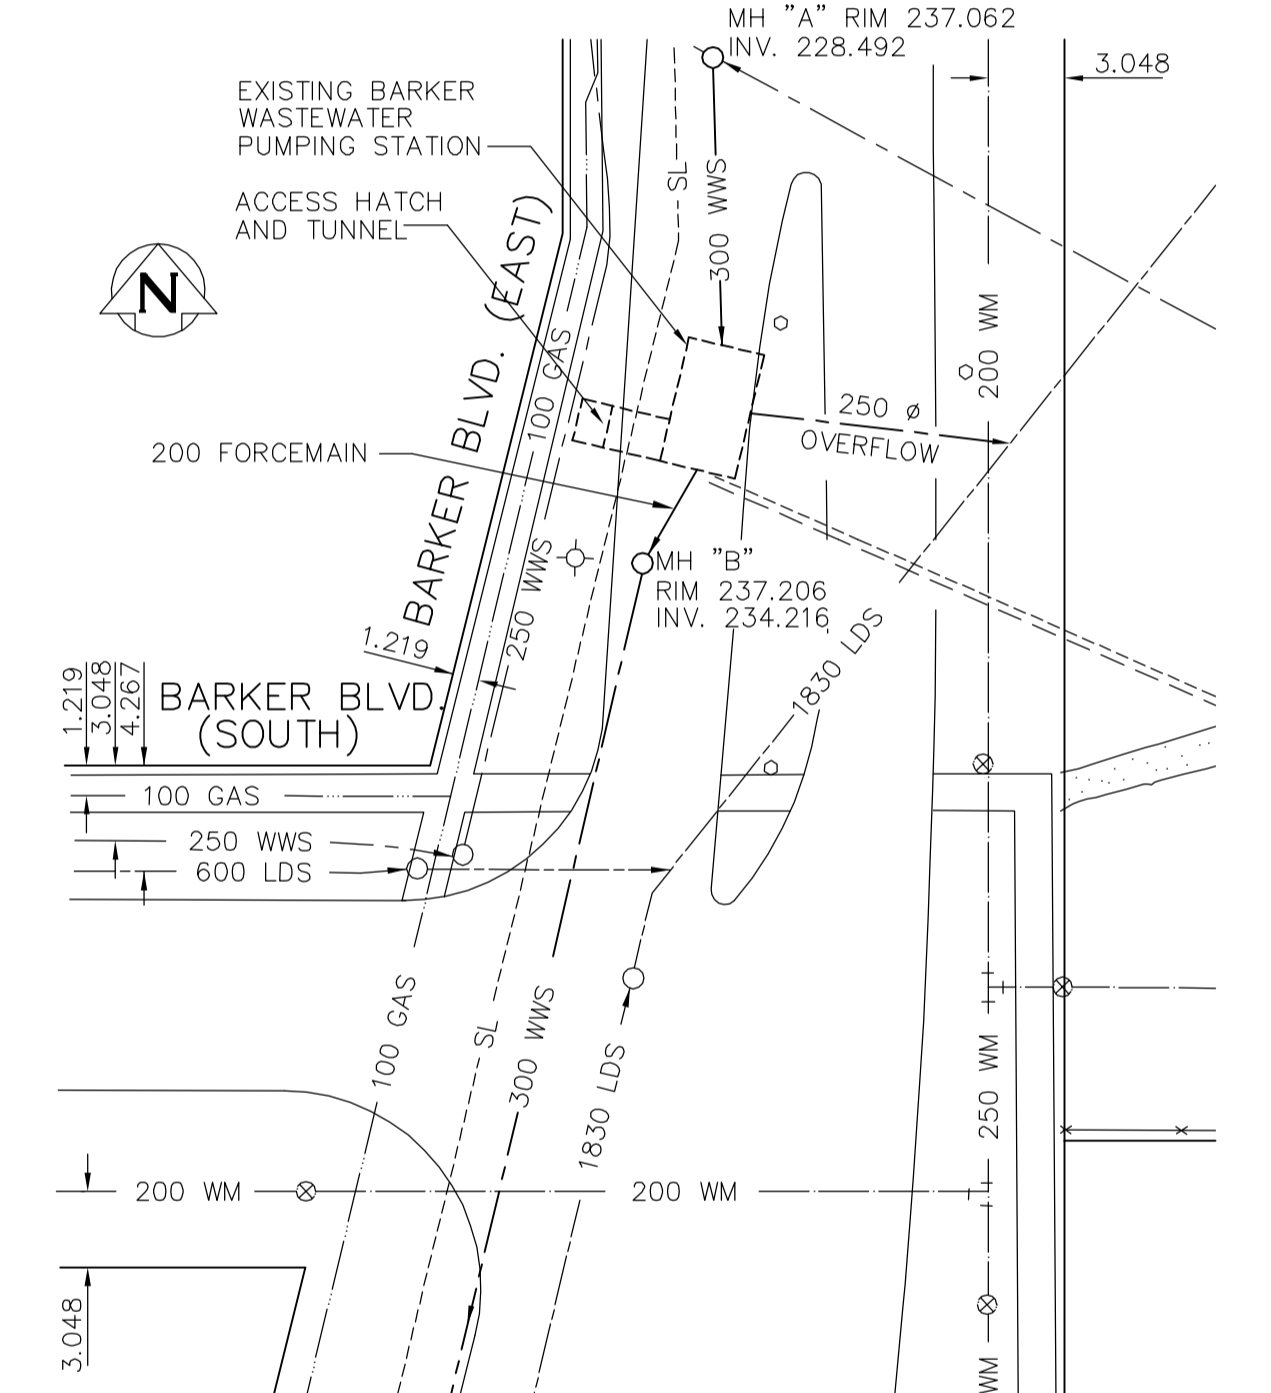 MH "A" RIM 237.062
INV. 228.492
3.048
EXISTING BARKER
WASTEWATER
PUMPING STATION
ACCESS HATCH
AND TUNNEL
SL
300 WWS
N
BARKER BLVD. (EAST)
100 GAS
100 GAS
200 WM
250 ø
OVERFLOW
200 FORCEMAIN
250 WWS
MH "B"
RIM 237.206
INV. 234.216
1830 LDS
1.219
1.219
3.048
4.267
BARKER BLVD.
(SOUTH)
100 GAS
250 WWS
600 LDS
100 GAS
SL
300 WWS
1830 LDS
250 WM
200 WM
200 WM
3.048
WM